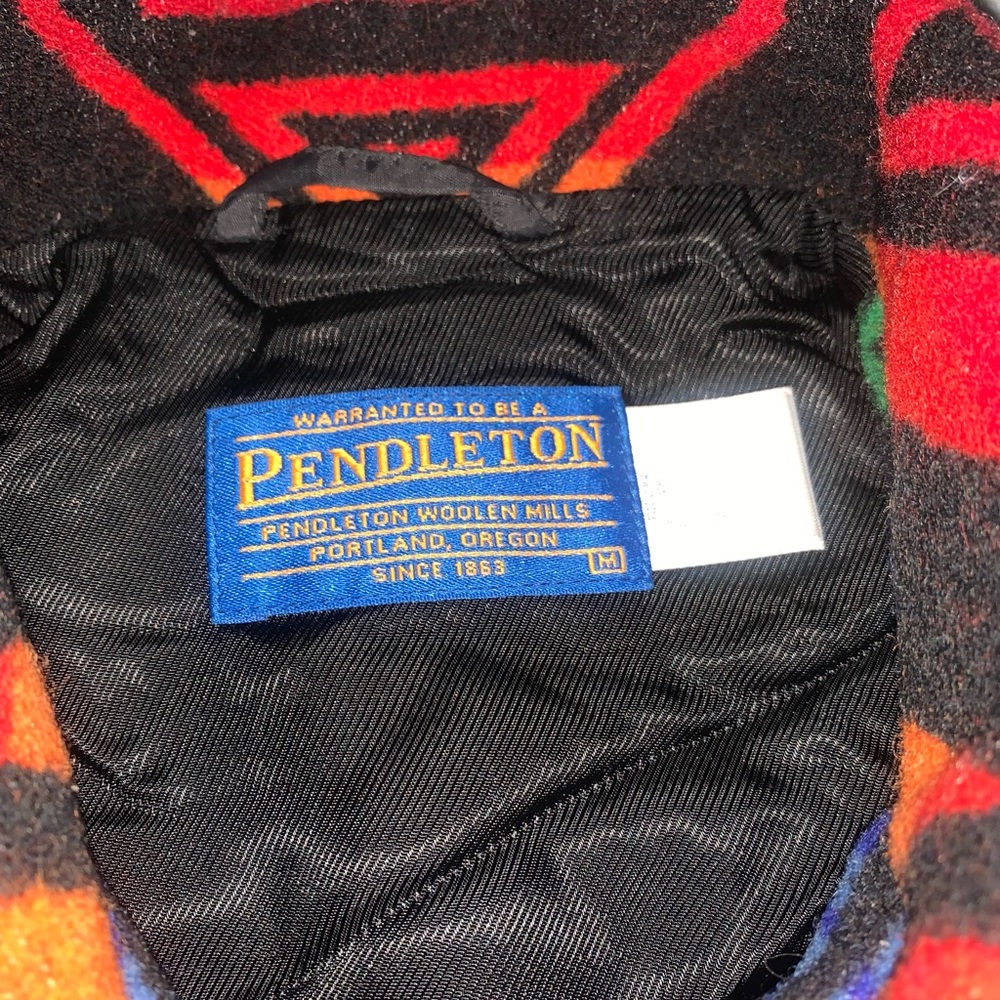 WARRANTED TO BE A
PENDLETON
PENDLETON WOOLEN MILLS
PORTLAND, OREGON
SINCE 1863
M